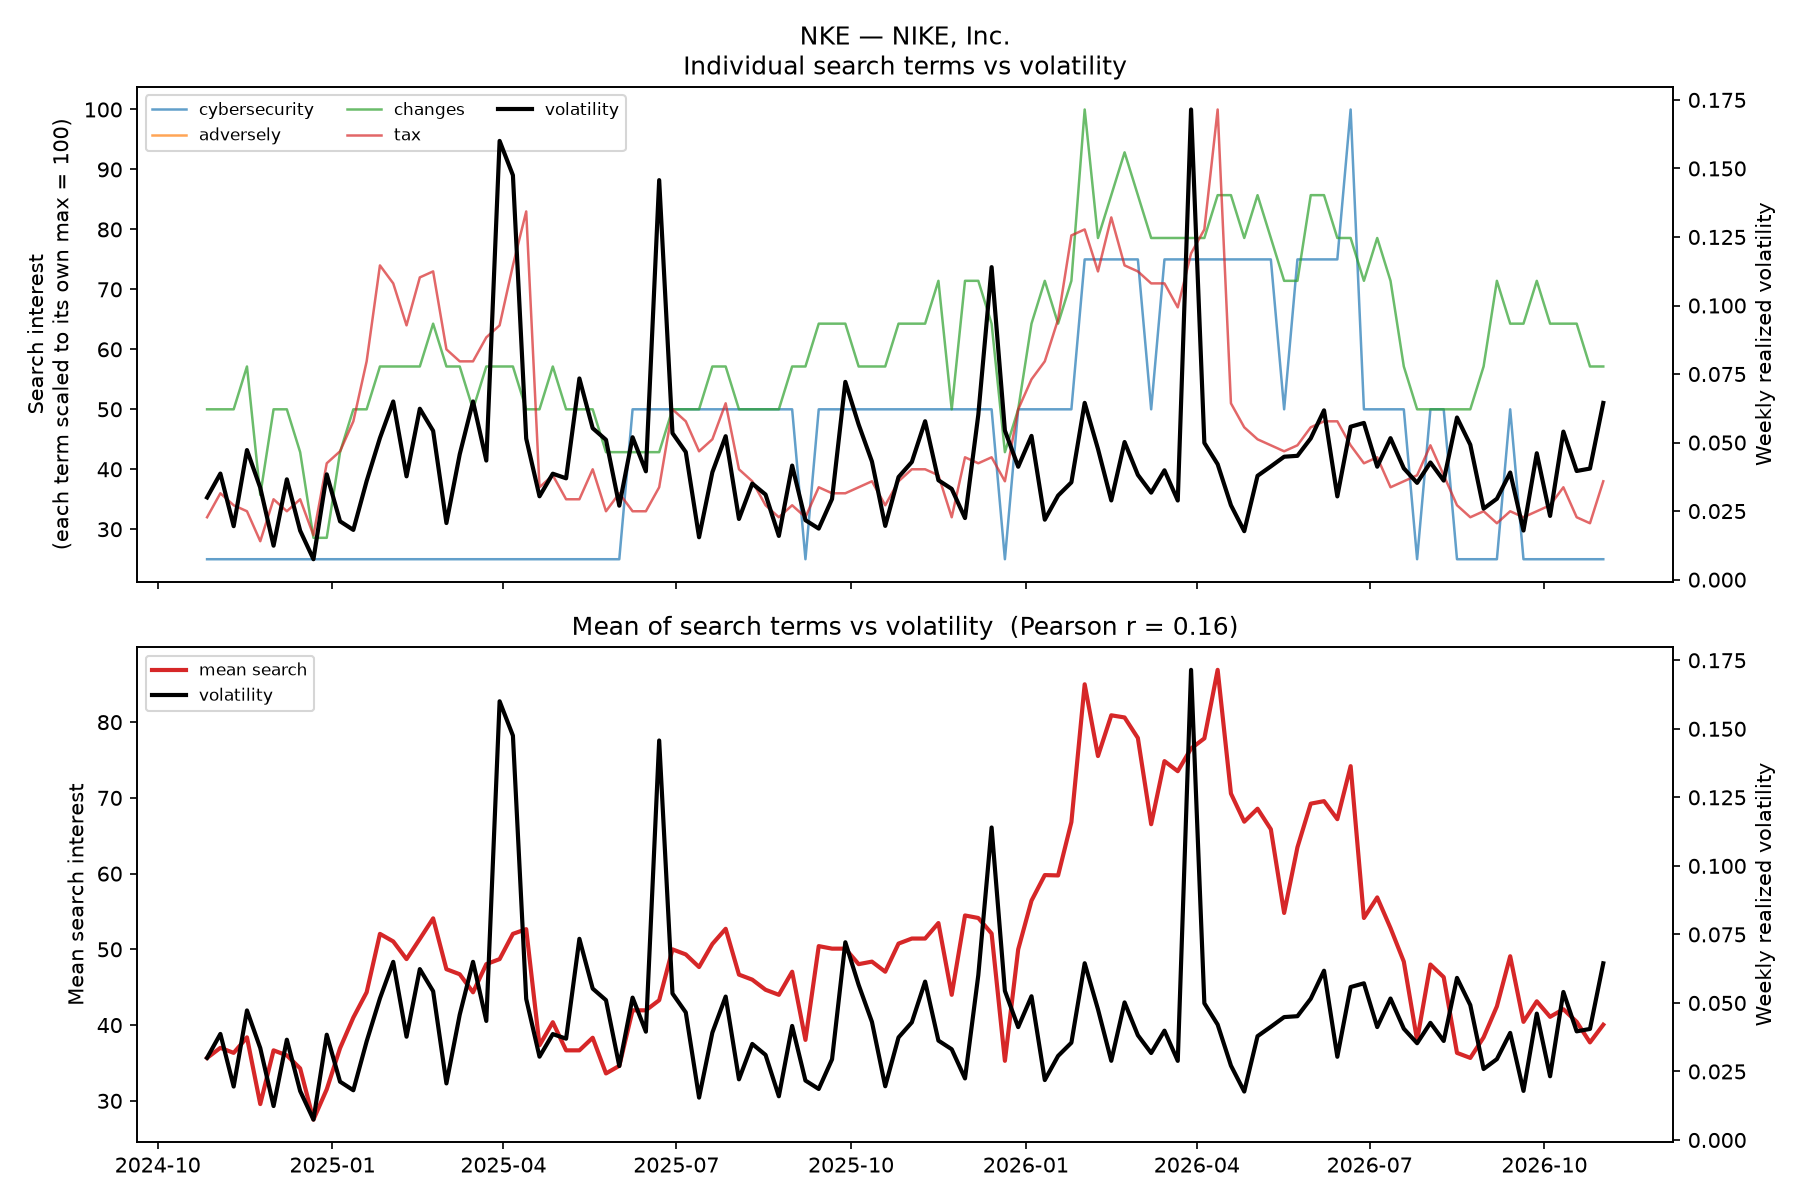 NKE — NIKE, Inc.
Individual search terms vs volatility
cybersecurity
adversely
changes
tax
volatility
Search interest
(each term scaled to its own max = 100)
100
90
80
70
60
50
40
30
0.175
0.150
0.125
0.100
0.075
0.050
0.025
0.000
Weekly realized volatility
Mean of search terms vs volatility (Pearson r = 0.16)
mean search
volatility
Mean search interest
80
70
60
50
40
30
0.175
0.150
0.125
0.100
0.075
0.050
0.025
0.000
Weekly realized volatility
2024-10 2025-01 2025-04 2025-07 2025-10 2026-01 2026-04 2026-07 2026-10